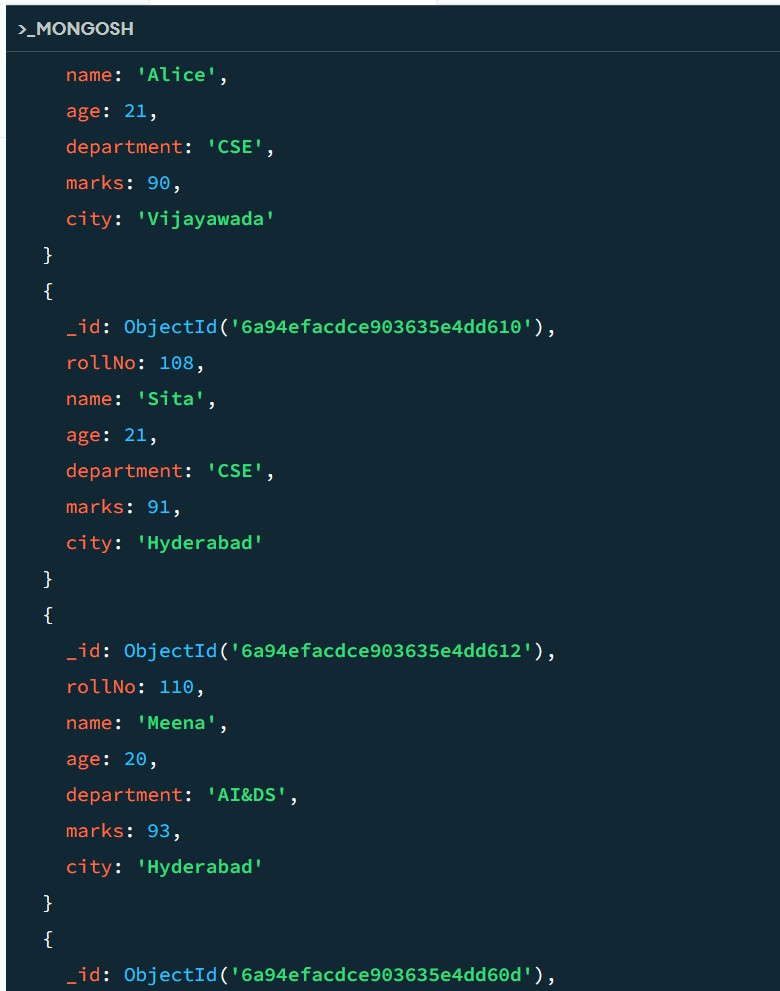 >_MONGOSH
name: 'Alice',
age: 21,
department: 'CSE',
marks: 90,
city: 'Vijayawada'
}
{
_id: ObjectId('6a94efacdce903635e4dd610'),
rollNo: 108,
name: 'Sita',
age: 21,
department: 'CSE',
marks: 91,
city: 'Hyderabad'
}
{
_id: ObjectId('6a94efacdce903635e4dd612'),
rollNo: 110,
name: 'Meena',
age: 20,
department: 'AI&DS',
marks: 93,
city: 'Hyderabad'
}
{
_id: ObjectId('6a94efacdce903635e4dd60d'),